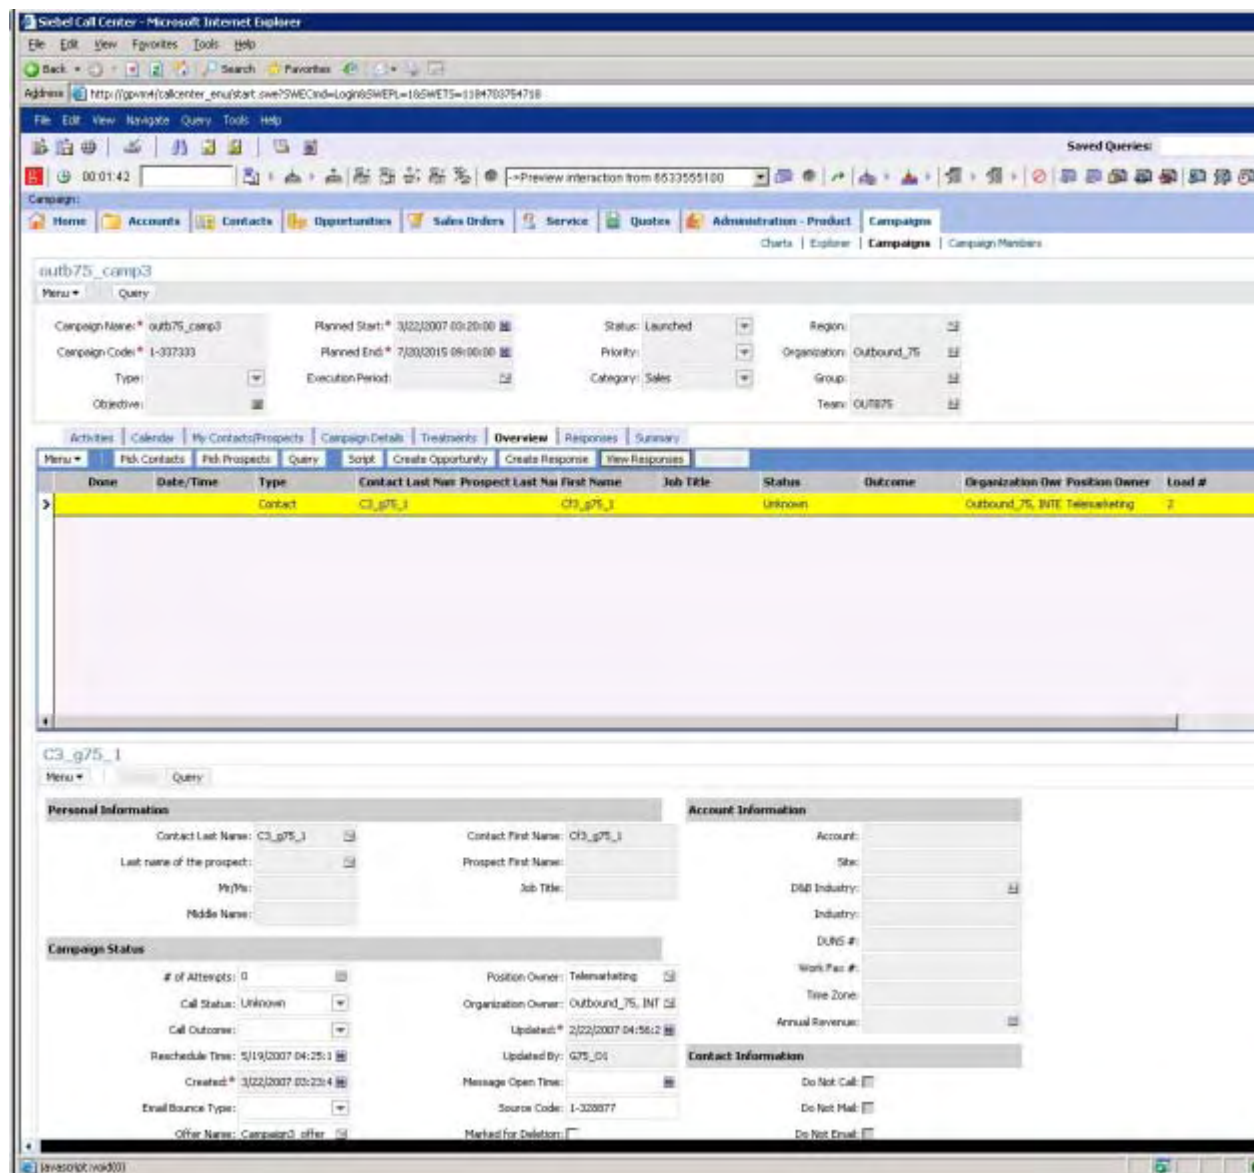 Siebel Call Center - Microsoft Internet Explorer
File Edit View Favorites Tools Help
Back Search Favorites
Address http://gpvm4/callcenter_enu/start.swe?SWECmd=Login&SWEPL=1&SWETS=1184703754718
File Edit View Navigate Query Tools Help
Saved Queries:
00:01:42 ->Preview interaction from 6533555100
Campaign:
Home Accounts Contacts Opportunities Sales Orders Service Quotes Administration - Product Campaigns
Charts Explorer Campaigns Campaign Members
outb75_camp3
Menu Query
Campaign Name:* outb75_camp3 Planned Start:* 3/22/2007 03:20:00 Status: Launched Region:
Campaign Code:* 1-337333 Planned End:* 7/20/2015 09:00:00 Priority: Organization: Outbound_75
Type: Execution Period: Category: Sales Group:
Objective: Team: OUTB75
Activities Calendar My Contacts/Prospects Campaign Details Treatments Overview Responses Summary
Menu Pick Contacts Pick Prospects Query Script Create Opportunity Create Response View Responses
Done Date/Time Type Contact Last Nam Prospect Last Nam First Name Job Title Status Outcome Organization Owr Position Owner Load #
Contact C3_g75_1 Cf3_g75_1 Unknown Outbound_75, INTE Telemarketing 2
C3_g75_1
Menu Query
Personal Information Account Information
Contact Last Name: C3_g75_1 Contact First Name: Cf3_g75_1 Account:
Last name of the prospect: Prospect First Name: Site:
Mr/Ms: Job Title: D&B Industry:
Middle Name: Industry:
DUNS #:
Campaign Status
# of Attempts: 0 Position Owner: Telemarketing Work Fax #:
Call Status: Unknown Organization Owner: Outbound_75, INT Time Zone:
Call Outcome: Updated:* 2/22/2007 04:56:2 Annual Revenue:
Reschedule Time: 5/19/2007 04:25:1 Updated By: G75_O1 Contact Information
Created:* 3/22/2007 03:23:4 Message Open Time: Do Not Call:
Email Bounce Type: Source Code: 1-328877 Do Not Mail:
Offer Name: Campaign3_offer Marked for Deletion: Do Not Email:
javascript:void(0)